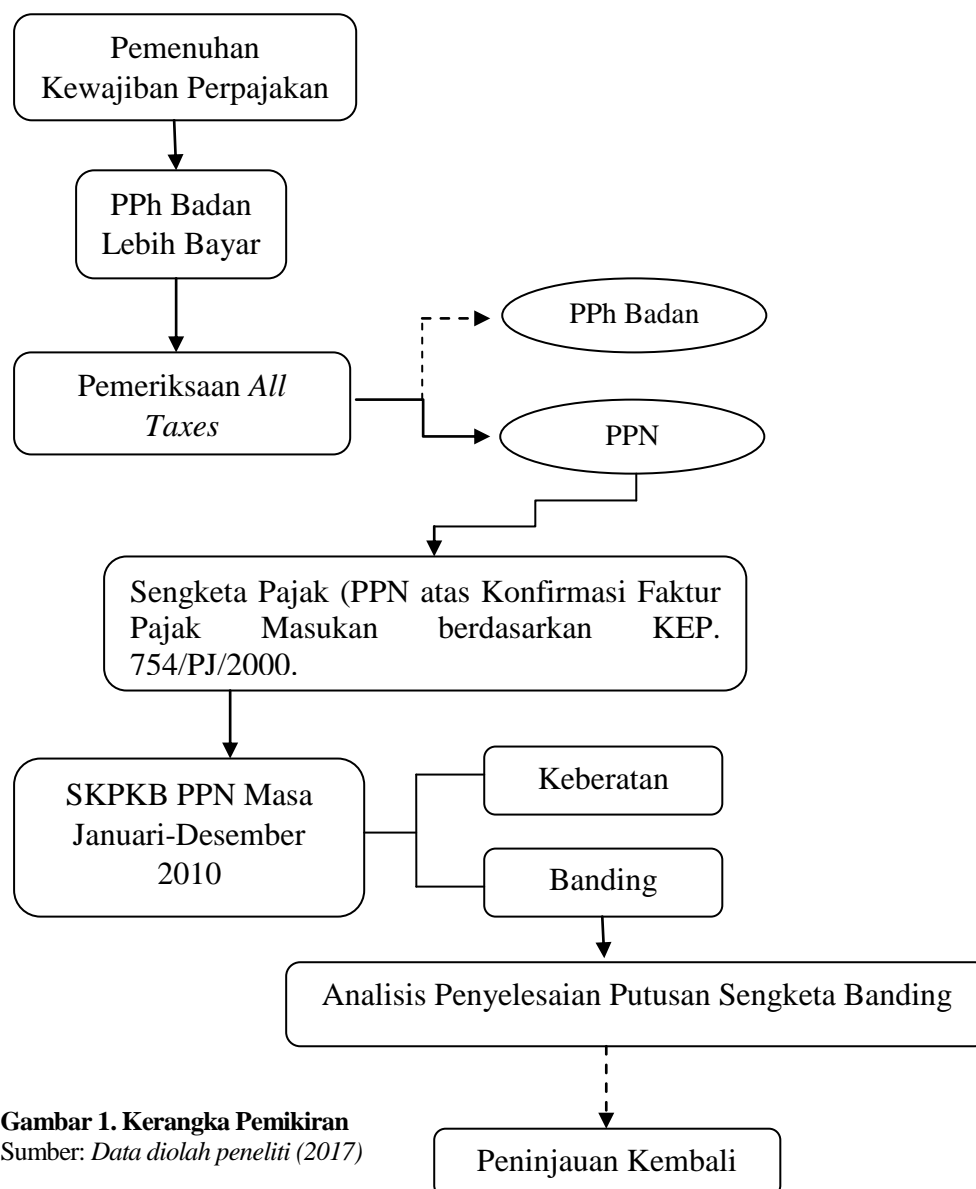 Pemenuhan
Kewajiban Perpajakan
PPh Badan
Lebih Bayar
PPh Badan
Pemeriksaan All
Taxes
PPN
Sengketa Pajak (PPN atas Konfirmasi Faktur
Pajak Masukan berdasarkan KEP.
754/PJ/2000.
SKPKB PPN Masa
Januari-Desember
2010
Keberatan
Banding
Analisis Penyelesaian Putusan Sengketa Banding
Gambar 1. Kerangka Pemikiran
Sumber: Data diolah peneliti (2017)
Peninjauan Kembali